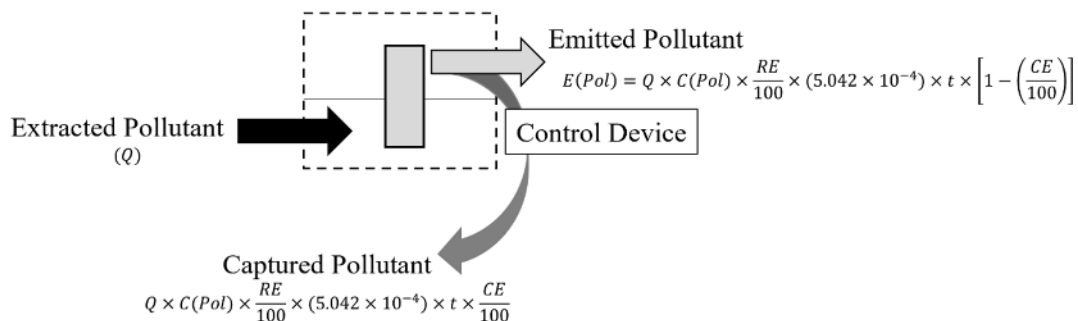 Emitted Pollutant
E(Pol) = Q × C(Pol) × RE/100 × (5.042 × 10⁻⁴) × t × [1 − (CE/100)]
Extracted Pollutant
(Q)
Control Device
Captured Pollutant
Q × C(Pol) × RE/100 × (5.042 × 10⁻⁴) × t × CE/100